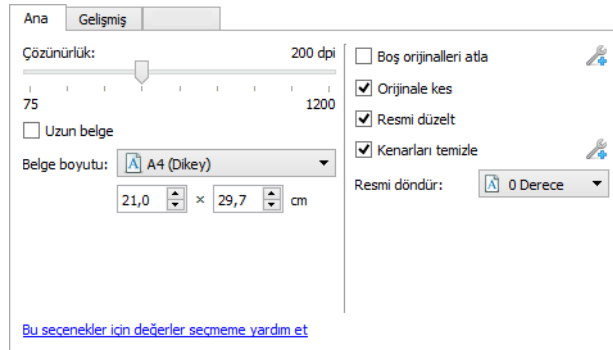 Ana Gelişmiş
Çözünürlük: 200 dpi
75 1200
Uzun belge
Belge boyutu: A4 (Dikey)
21,0 × 29,7 cm
Boş orijinalleri atla
Orijinale kes
Resmi düzelt
Kenarları temizle
Resmi döndür: 0 Derece
Bu seçenekler için değerler seçmeme yardım et